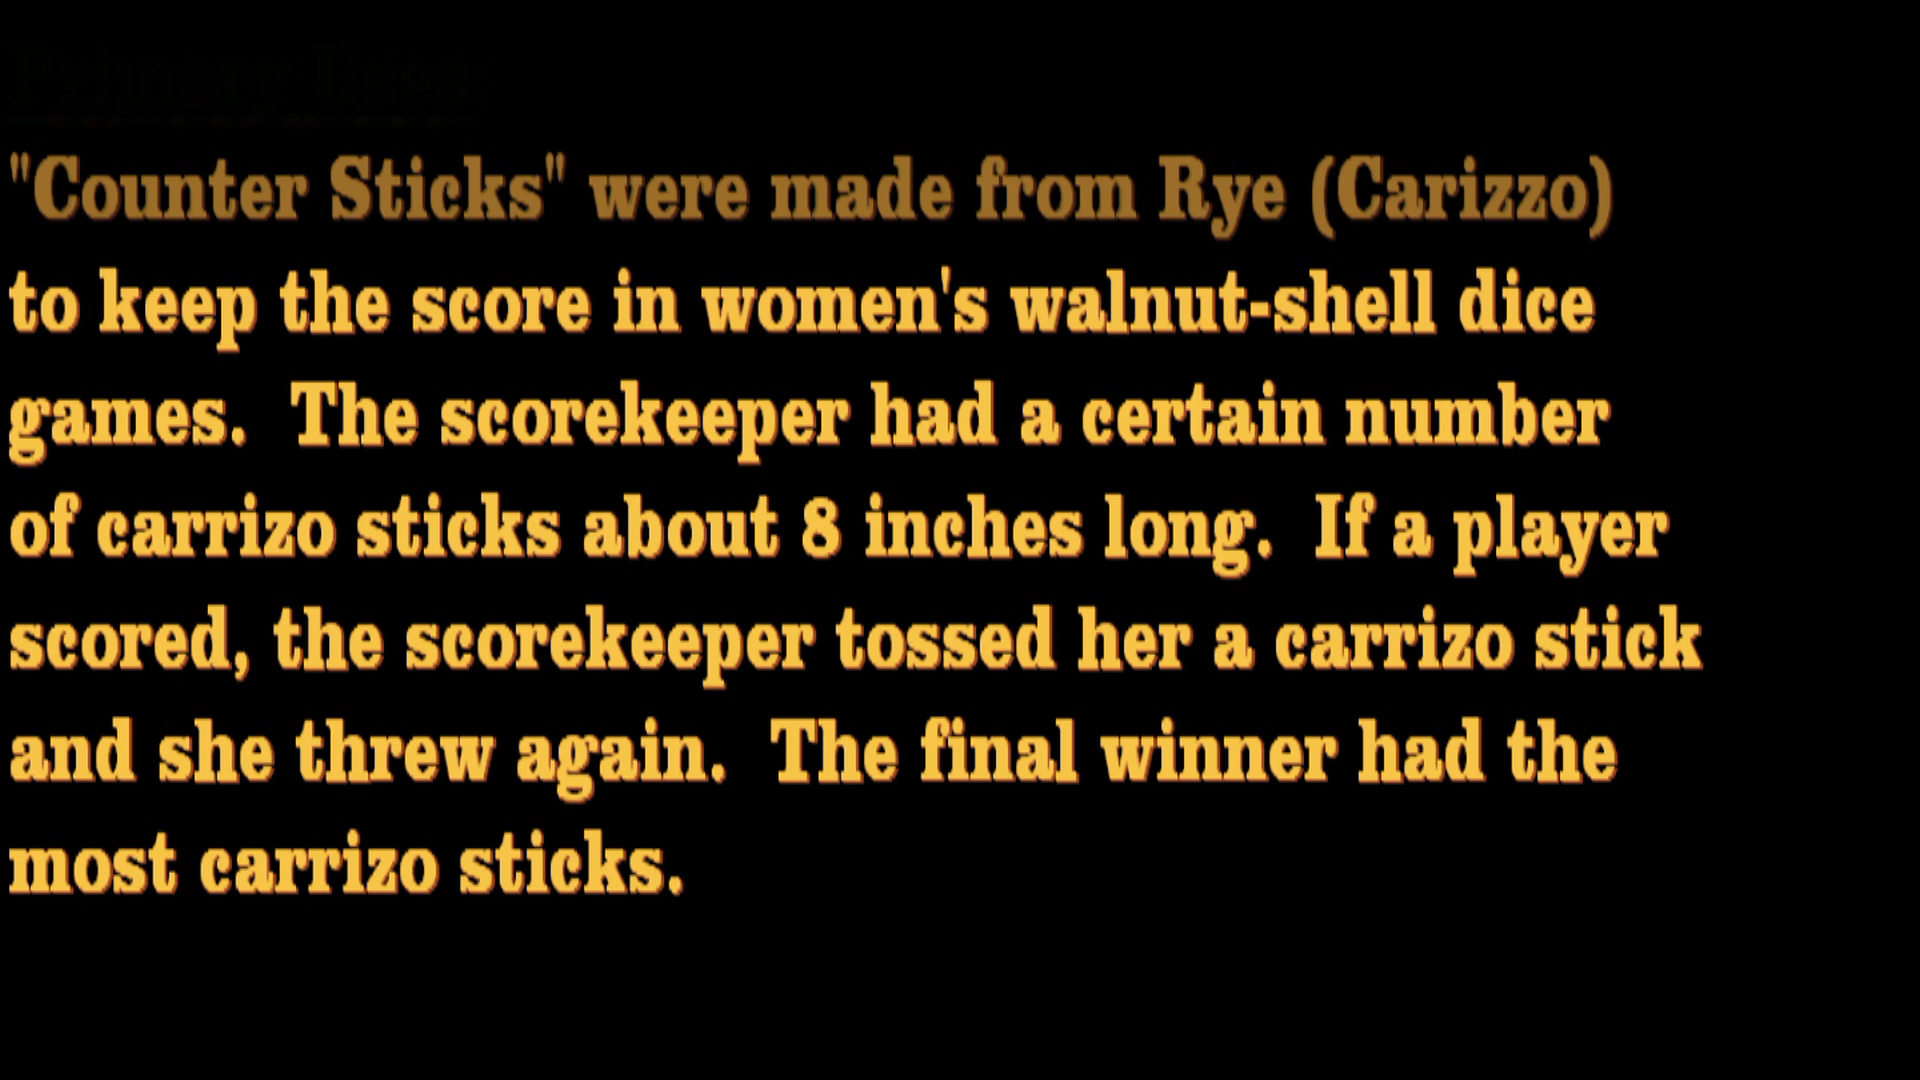 Primary Uses:
"Counter Sticks" were made from Rye (Carizzo)
to keep the score in women's walnut-shell dice
games.  The scorekeeper had a certain number
of carrizo sticks about 8 inches long.  If a player
scored, the scorekeeper tossed her a carrizo stick
and she threw again.  The final winner had the
most carrizo sticks.